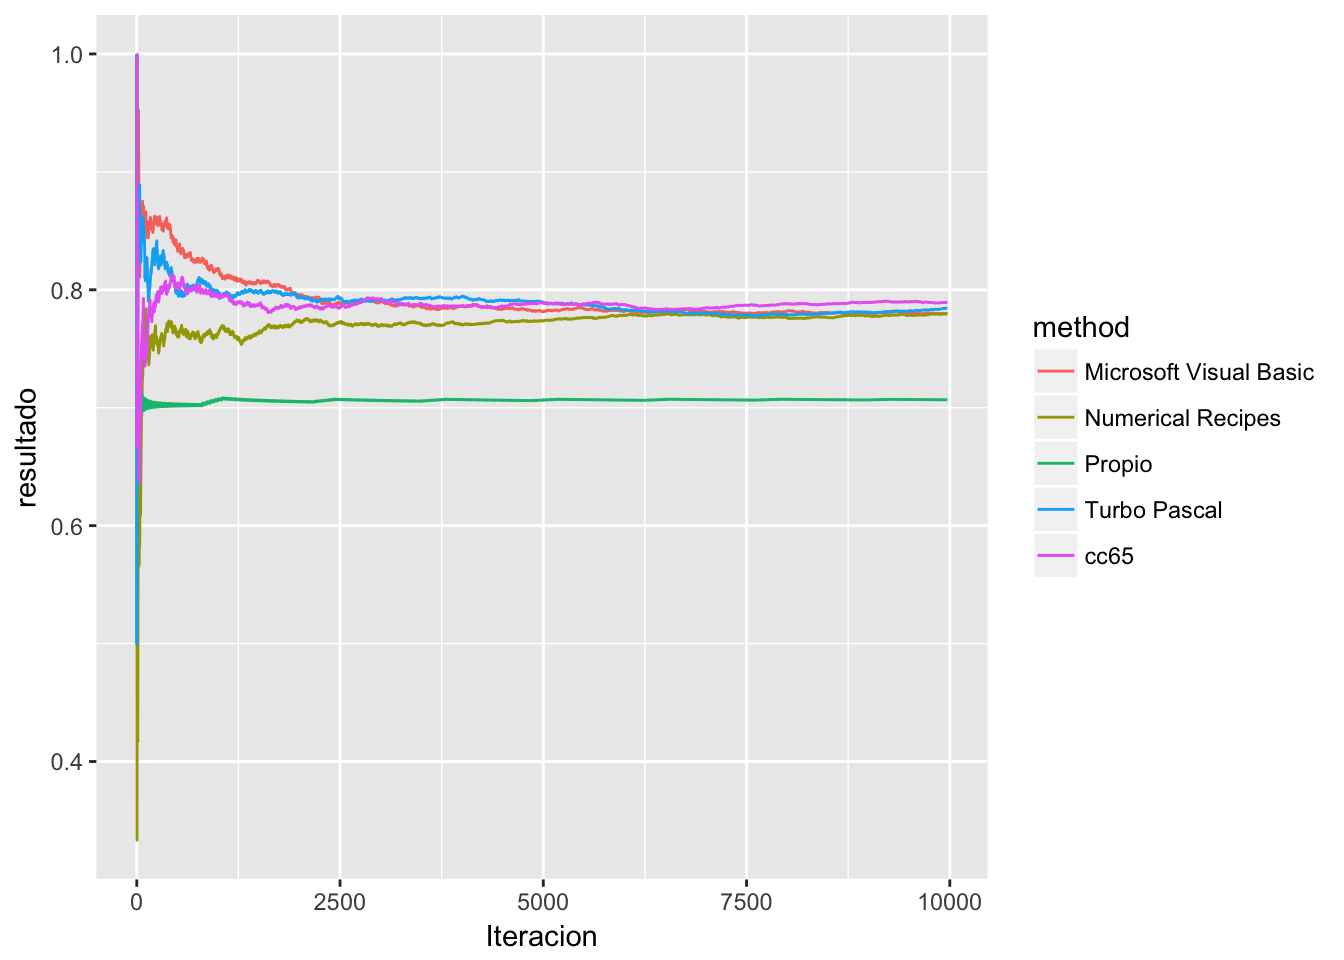 1.0
0.8
0.6
0.4
resultado
0
2500
5000
7500
10000
Iteracion
method
Microsoft Visual Basic
Numerical Recipes
Propio
Turbo Pascal
cc65